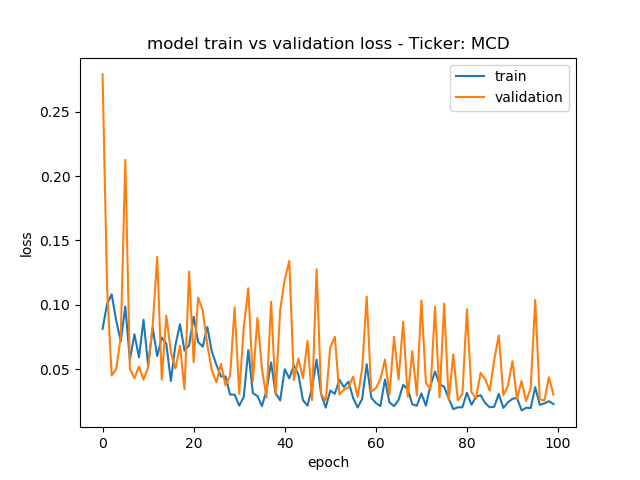 model train vs validation loss - Ticker: MCD
train
validation
0.25
0.20
0.15
0.10
0.05
loss
0 20 40 60 80 100
epoch